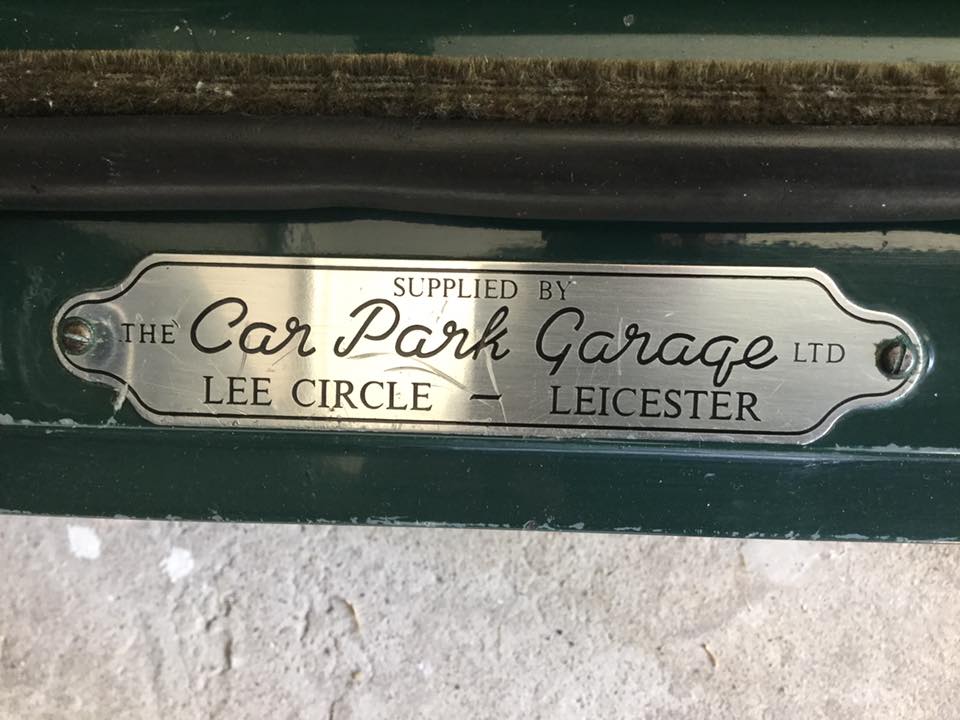 SUPPLIED BY
THE Car Park Garage LTD
LEE CIRCLE - LEICESTER